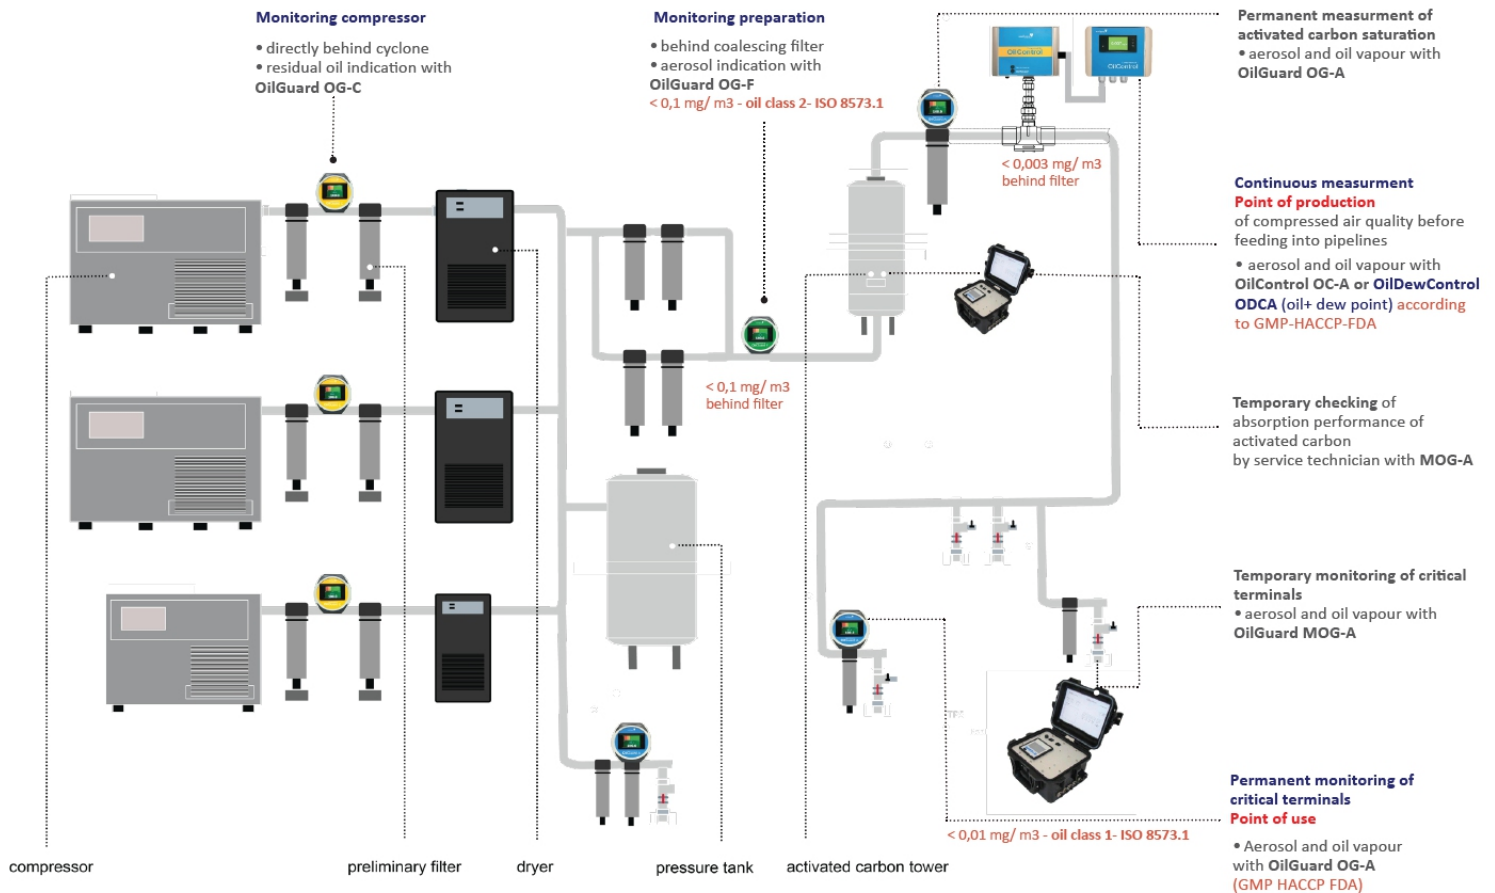 Monitoring compressor
• directly behind cyclone
• residual oil indication with
OilGuard OG-C
Monitoring preparation
• behind coalescing filter
• aerosol indication with
OilGuard OG-F
< 0,1 mg/ m3 - oil class 2- ISO 8573.1
OilControl
OilControl
Permanent measurment of
activated carbon saturation
• aerosol and oil vapour with
OilGuard OG-A
< 0,003 mg/ m3
behind filter
Continuous measurment
Point of production
of compressed air quality before
feeding into pipelines
• aerosol and oil vapour with
OilControl OC-A or OilDewControl
ODCA (oil+ dew point) according
to GMP-HACCP-FDA
< 0,1 mg/ m3
behind filter
Temporary checking of
absorption performance of
activated carbon
by service technician with MOG-A
Temporary monitoring of critical
terminals
• aerosol and oil vapour with
OilGuard MOG-A
Permanent monitoring of
critical terminals
Point of use
• Aerosol and oil vapour
with OilGuard OG-A
(GMP HACCP FDA)
< 0,01 mg/ m3 - oil class 1- ISO 8573.1
compressor
preliminary filter
dryer
pressure tank
activated carbon tower